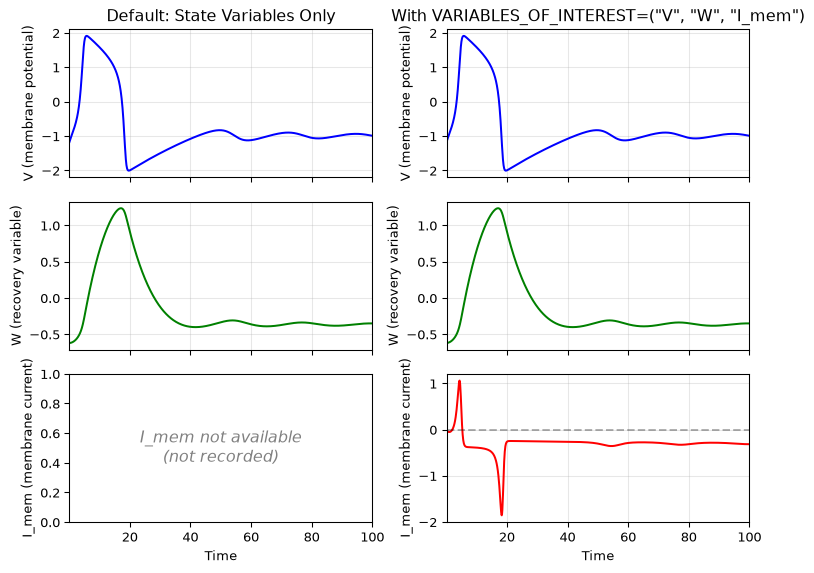 Default: State Variables Only
With VARIABLES_OF_INTEREST=("V", "W", "I_mem")
V (membrane potential)
2
1
0
−1
−2
V (membrane potential)
2
1
0
−1
−2
W (recovery variable)
1.0
0.5
0.0
−0.5
W (recovery variable)
1.0
0.5
0.0
−0.5
I_mem (membrane current)
1.0
0.8
0.6
0.4
0.2
0.0
I_mem not available
(not recorded)
20 40 60 80 100
Time
I_mem (membrane current)
1
0
−1
−2
20 40 60 80 100
Time